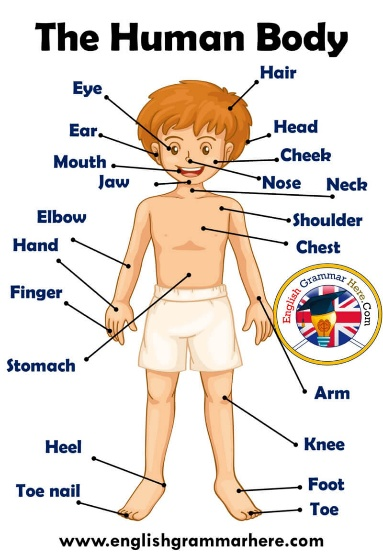 The Human Body
Hair
Eye
Head
Ear
Cheek
Mouth
Jaw
Nose
Neck
Elbow
Shoulder
Hand
Chest
Finger
English Grammar Here.Com
Stomach
Arm
Knee
Heel
Foot
Toe nail
Toe
www.englishgrammarhere.com